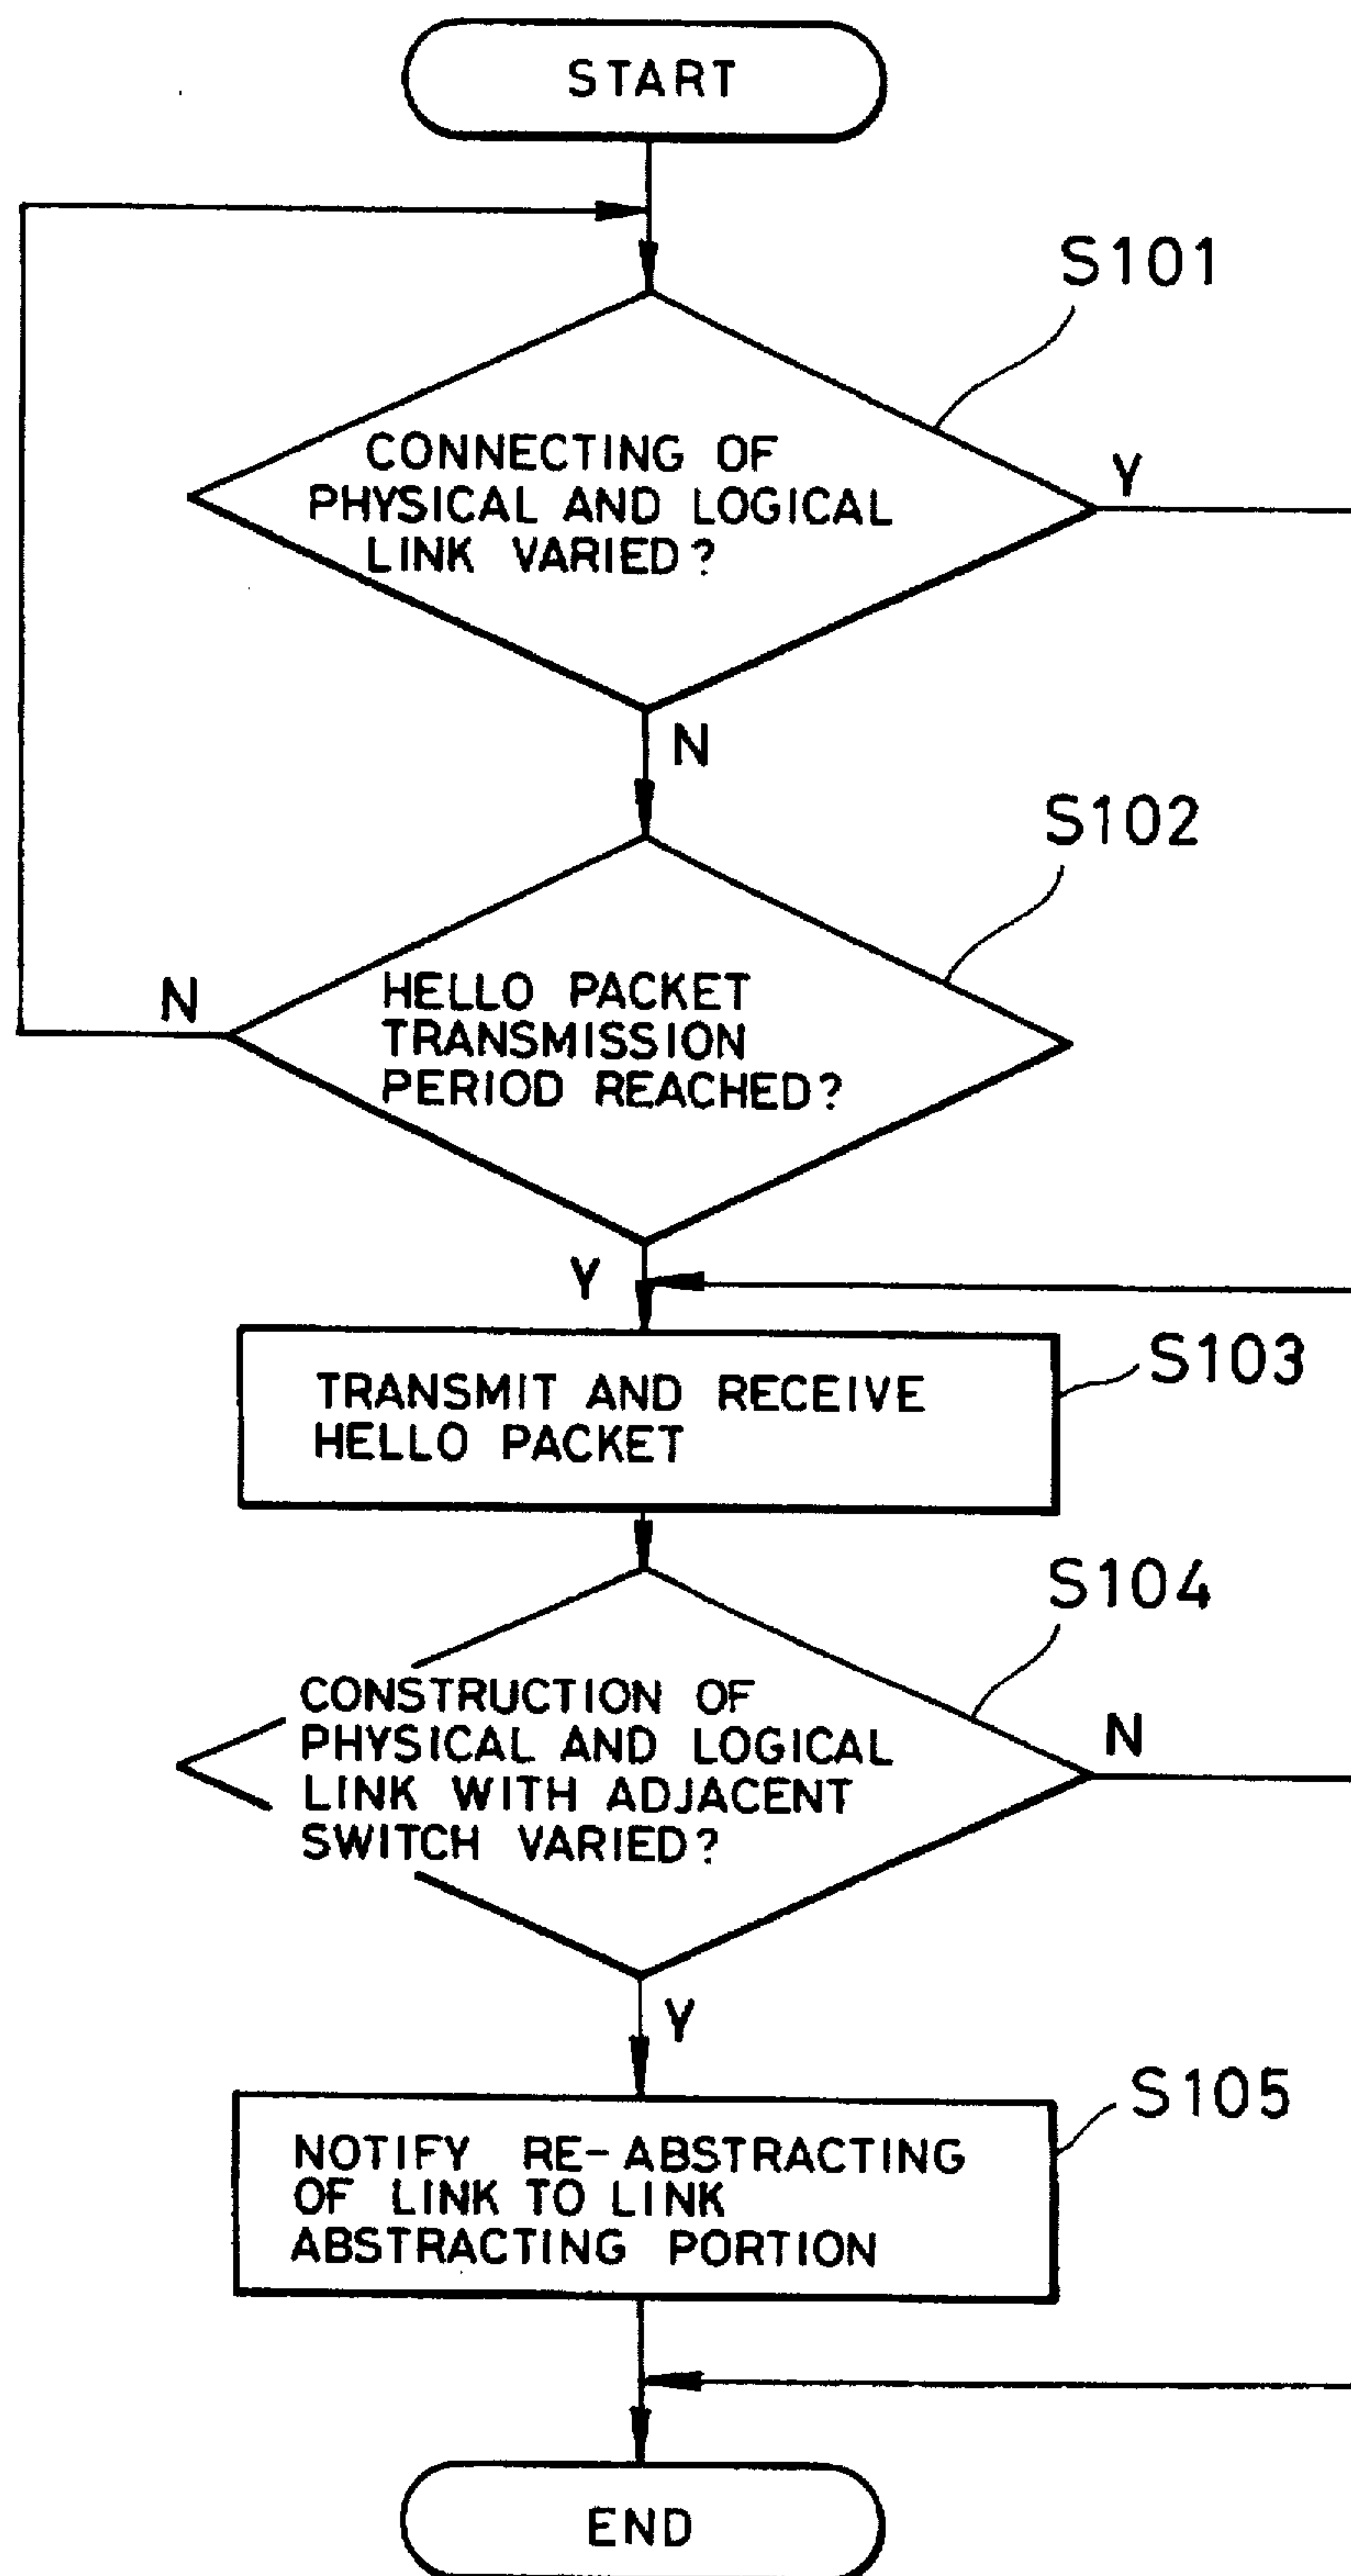 START
S101
CONNECTING OF
PHYSICAL AND LOGICAL
LINK VARIED?
Y
N
S102
HELLO PACKET
TRANSMISSION
PERIOD REACHED?
N
Y
S103
TRANSMIT AND RECEIVE
HELLO PACKET
S104
CONSTRUCTION OF
PHYSICAL AND LOGICAL
LINK WITH ADJACENT
SWITCH VARIED?
N
Y
S105
NOTIFY RE-ABSTRACTING
OF LINK TO LINK
ABSTRACTING PORTION
END